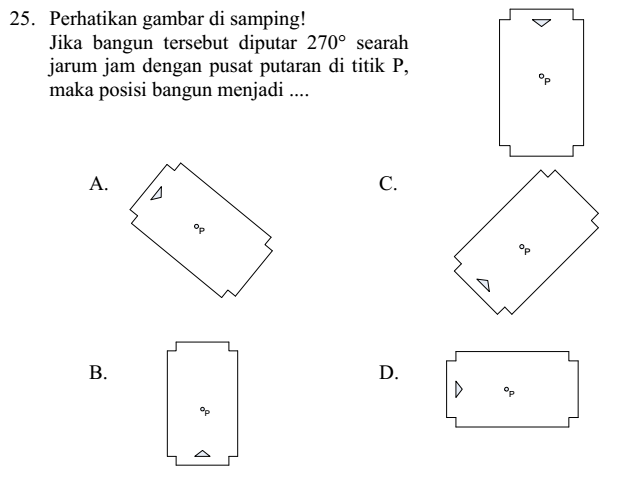 25. Perhatikan gambar di samping!
Jika bangun tersebut diputar 270° searah
jarum jam dengan pusat putaran di titik P,
maka posisi bangun menjadi ....
P
A.
P
C.
P
B.
P
D.
P